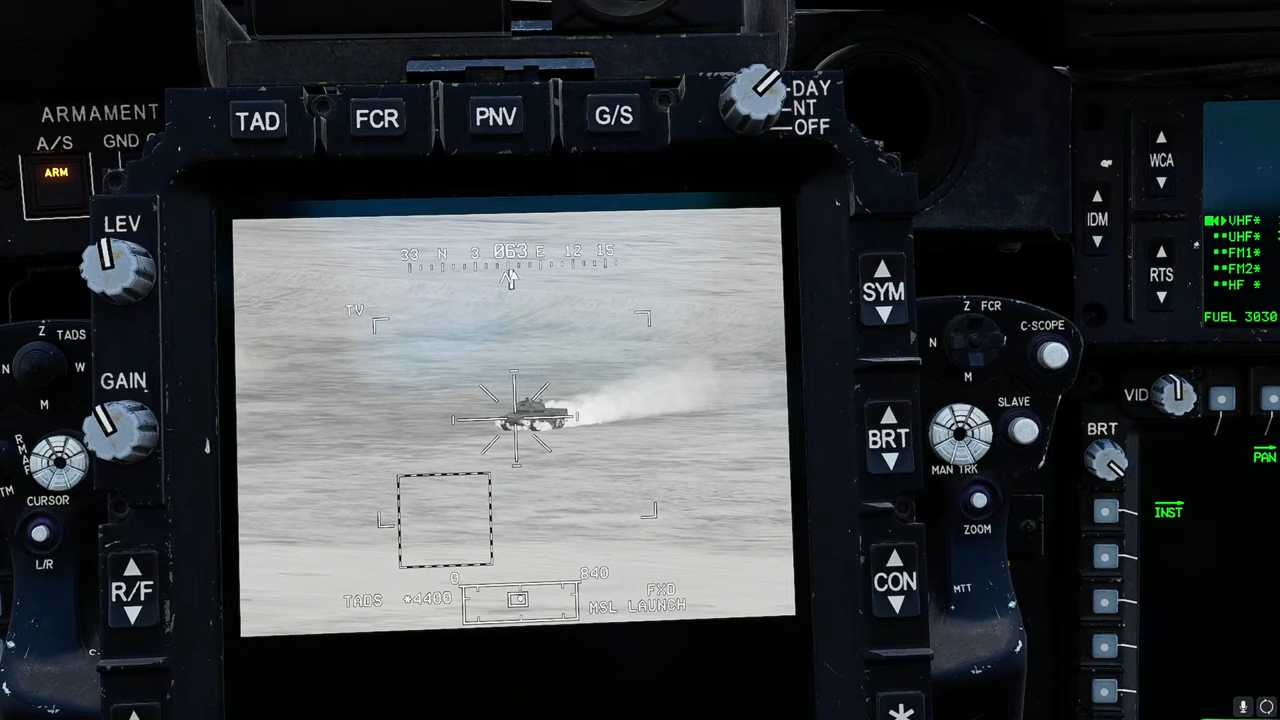 ARMAMENT
A/S
GND
ARM
TAD
FCR
PNV
G/S
DAY
NT
OFF
LEV
GAIN
Z
TADS
N
W
M
CURSOR
L/R
R/F
33 N 3 063 E 12 15
TV
TADS *4400
0
840
FXD
MSL LAUNCH
SYM
BRT
CON
*
Z
FCR
C-SCOPE
N
M
SLAVE
MAN TRK
ZOOM
MTT
WCA
IDM
RTS
VHF*
UHF*
FM1*
FM2*
HF *
FUEL 3030
VID
BRT
PAN
INST